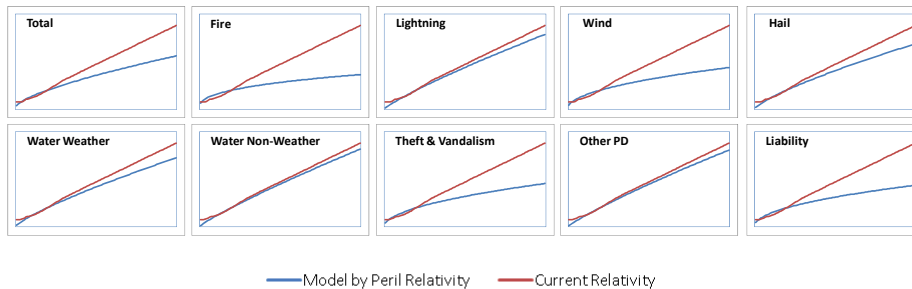 Total
Fire
Lightning
Wind
Hail
Water Weather
Water Non-Weather
Theft & Vandalism
Other PD
Liability
Model by Peril Relativity
Current Relativity